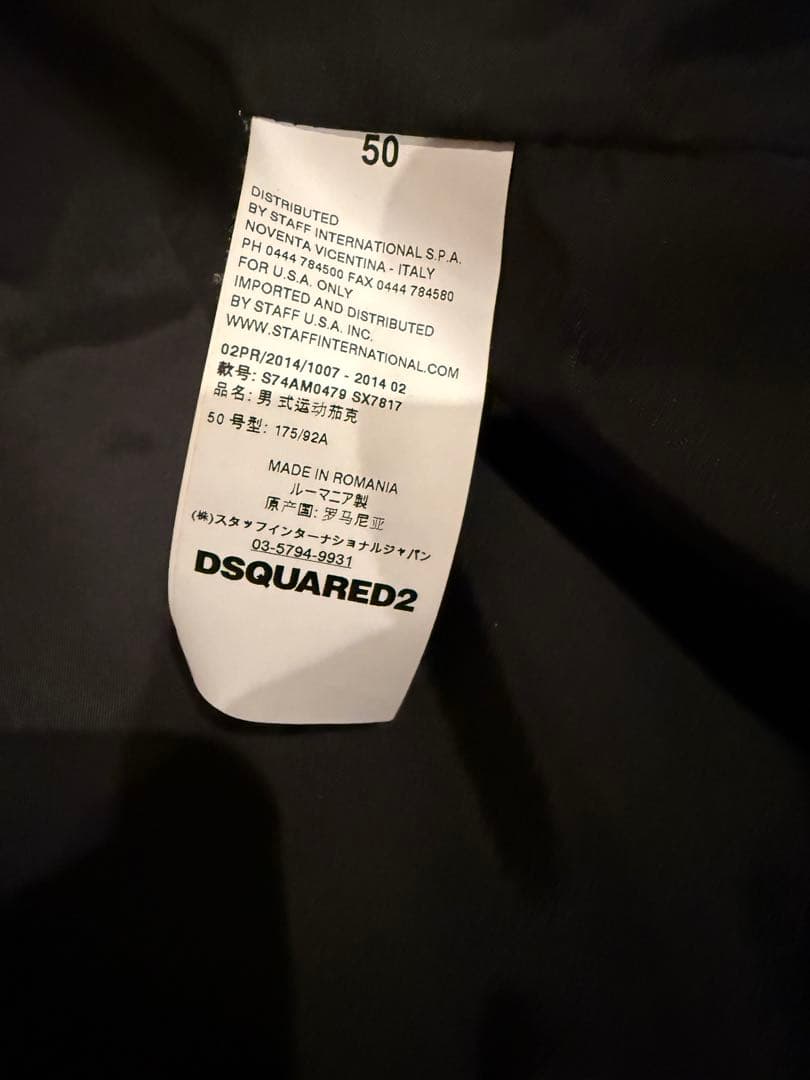 50
DISTRIBUTED
BY STAFF INTERNATIONAL S.P.A.
NOVENTA VICENTINA - ITALY
PH 0444 784500 FAX 0444 784580
FOR U.S.A. ONLY
IMPORTED AND DISTRIBUTED
BY STAFF U.S.A. INC.
WWW.STAFFINTERNATIONAL.COM
02PR/2014/1007 - 2014 02
款号: S74AM0479 SX7817
品名: 男 式运动茄克
50 号型: 175/92A
MADE IN ROMANIA
ルーマニア製
原产国: 罗马尼亚
(株)スタッフインターナショナルジャパン
03-5794-9931
DSQUARED2